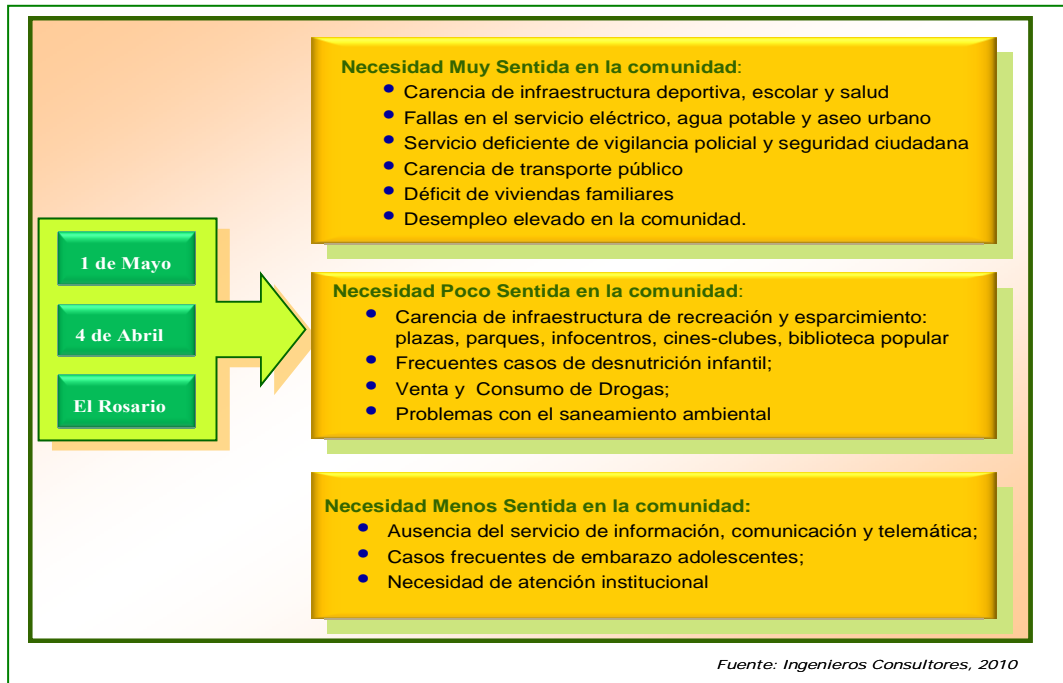 1 de Mayo
4 de Abril
El Rosario
Necesidad Muy Sentida en la comunidad:
• Carencia de infraestructura deportiva, escolar y salud
• Fallas en el servicio eléctrico, agua potable y aseo urbano
• Servicio deficiente de vigilancia policial y seguridad ciudadana
• Carencia de transporte público
• Déficit de viviendas familiares
• Desempleo elevado en la comunidad.
Necesidad Poco Sentida en la comunidad:
• Carencia de infraestructura de recreación y esparcimiento:
plazas, parques, infocentros, cines-clubes, biblioteca popular
• Frecuentes casos de desnutrición infantil;
• Venta y Consumo de Drogas;
• Problemas con el saneamiento ambiental
Necesidad Menos Sentida en la comunidad:
• Ausencia del servicio de información, comunicación y telemática;
• Casos frecuentes de embarazo adolescentes;
• Necesidad de atención institucional
Fuente: Ingenieros Consultores, 2010